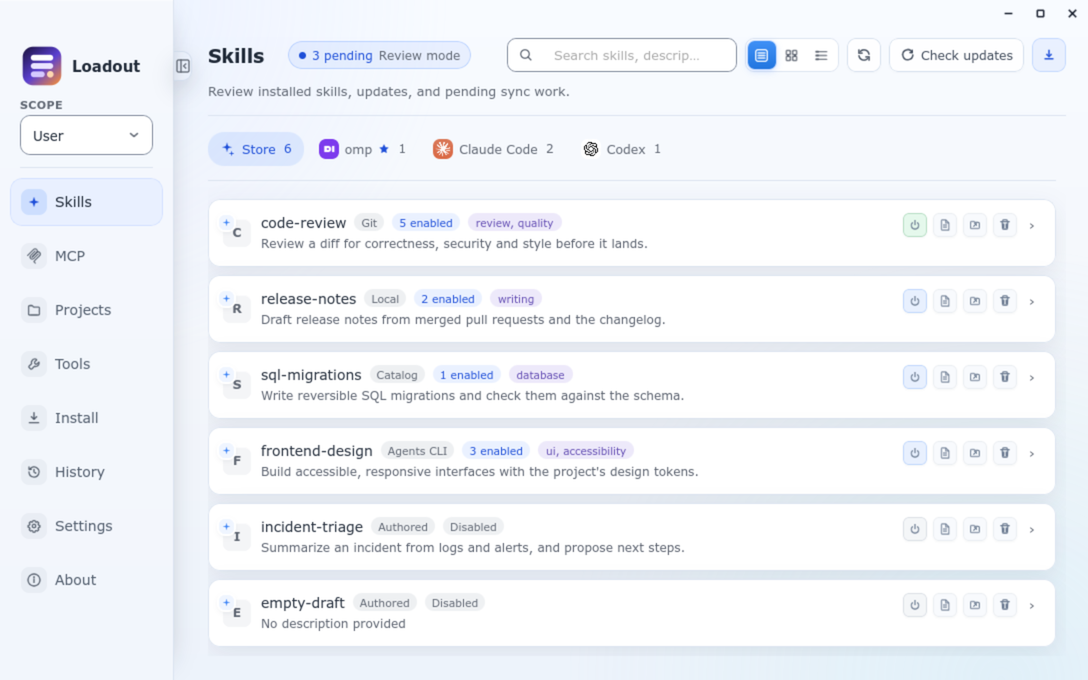 Loadout
SCOPE
User
Skills
MCP
Projects
Tools
Install
History
Settings
About
Skills
3 pending Review mode
Search skills, descrip...
Check updates
Review installed skills, updates, and pending sync work.
Store 6
DI omp 1
Claude Code 2
Codex 1
C
code-review Git 5 enabled review, quality
Review a diff for correctness, security and style before it lands.
R
release-notes Local 2 enabled writing
Draft release notes from merged pull requests and the changelog.
S
sql-migrations Catalog 1 enabled database
Write reversible SQL migrations and check them against the schema.
F
frontend-design Agents CLI 3 enabled ui, accessibility
Build accessible, responsive interfaces with the project's design tokens.
I
incident-triage Authored Disabled
Summarize an incident from logs and alerts, and propose next steps.
E
empty-draft Authored Disabled
No description provided